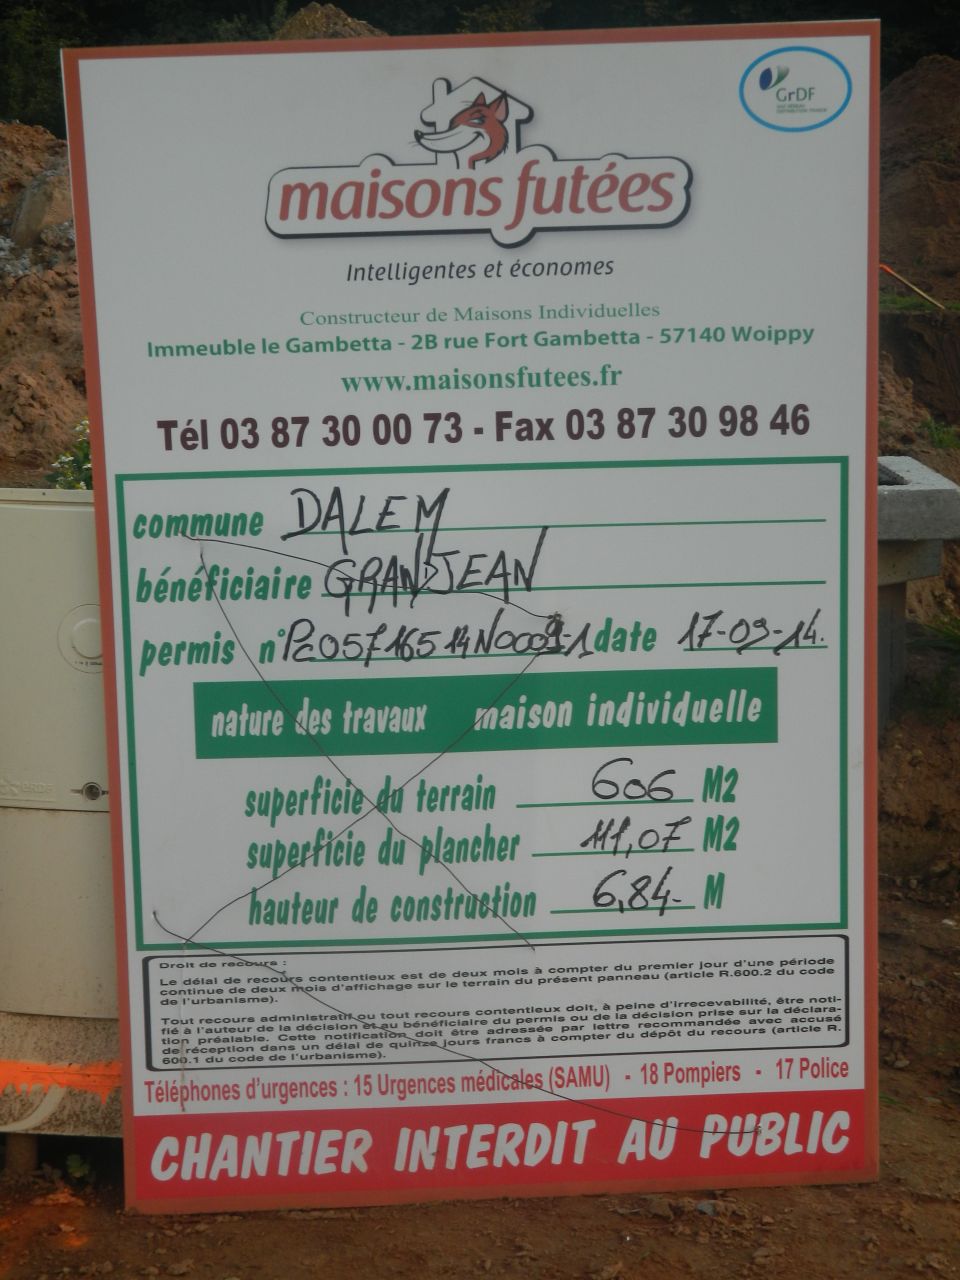 GrDF
GAZ RÉSEAU
DISTRIBUTION FRANCE
maisons futées
Intelligentes et économes
Constructeur de Maisons Individuelles
Immeuble le Gambetta - 2B rue Fort Gambetta - 57140 Woippy
www.maisonsfutees.fr
Tél 03 87 30 00 73 - Fax 03 87 30 98 46
commune DALEM
bénéficiaire GRANDJEAN
permis n° PC05716514N0009-1 date 17-09-14.
nature des travaux maison individuelle
superficie du terrain 606 M2
superficie du plancher 111,07 M2
hauteur de construction 6,84- M
Droit de recours :
Le délai de recours contentieux est de deux mois à compter du premier jour d'une période
continue de deux mois d'affichage sur le terrain du présent panneau (article R.600.2 du code
de l'urbanisme).
Tout recours administratif ou tout recours contentieux doit, à peine d'irrecevabilité, être noti-
fié à l'auteur de la décision et au bénéficiaire du permis ou de la décision prise sur la déclara-
tion préalable. Cette notification doit être adressée par lettre recommandée avec accusé
de réception dans un délai de quinze jours francs à compter du dépôt du recours (article R.
600.1 du code de l'urbanisme).
Téléphones d'urgences : 15 Urgences médicales (SAMU) - 18 Pompiers - 17 Police
CHANTIER INTERDIT AU PUBLIC